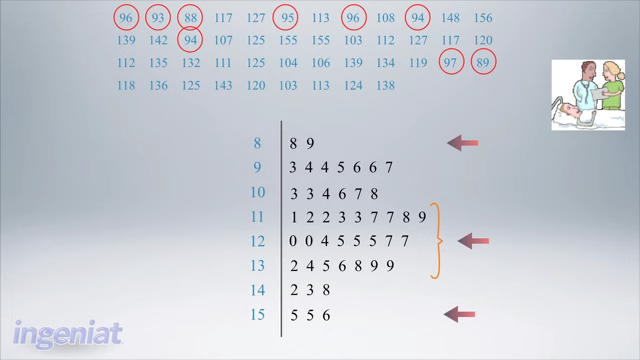 96 93 88 117 127 95 113 96 108 94 148 156
139 142 94 107 125 155 155 103 112 127 117 120
112 135 132 111 125 104 106 139 134 119 97 89
118 136 125 143 120 103 113 124 138
8 8 9
9 3 4 4 5 6 6 7
10 3 3 4 6 7 8
11 1 2 2 3 3 7 7 8 9
12 0 0 4 5 5 5 7 7
13 2 4 5 6 8 9 9
14 2 3 8
15 5 5 6
ingeniat